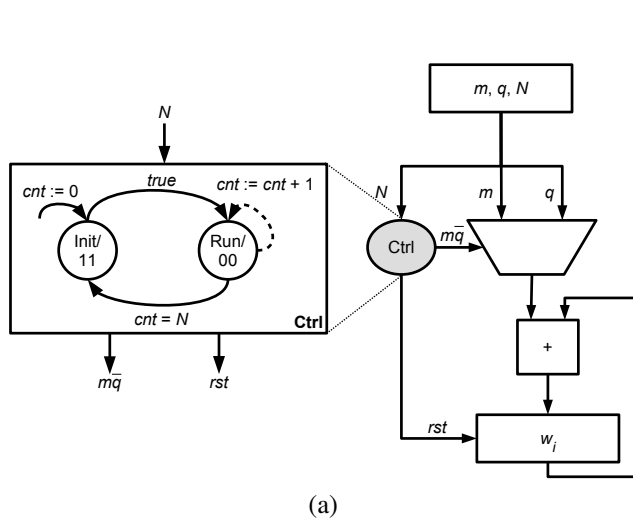 m, q, N
N
cnt := 0
true
cnt := cnt + 1
Init/
11
Run/
00
cnt = N
Ctrl
mq̅
rst
N
m
q
Ctrl
mq̅
+
rst
w_i
(a)